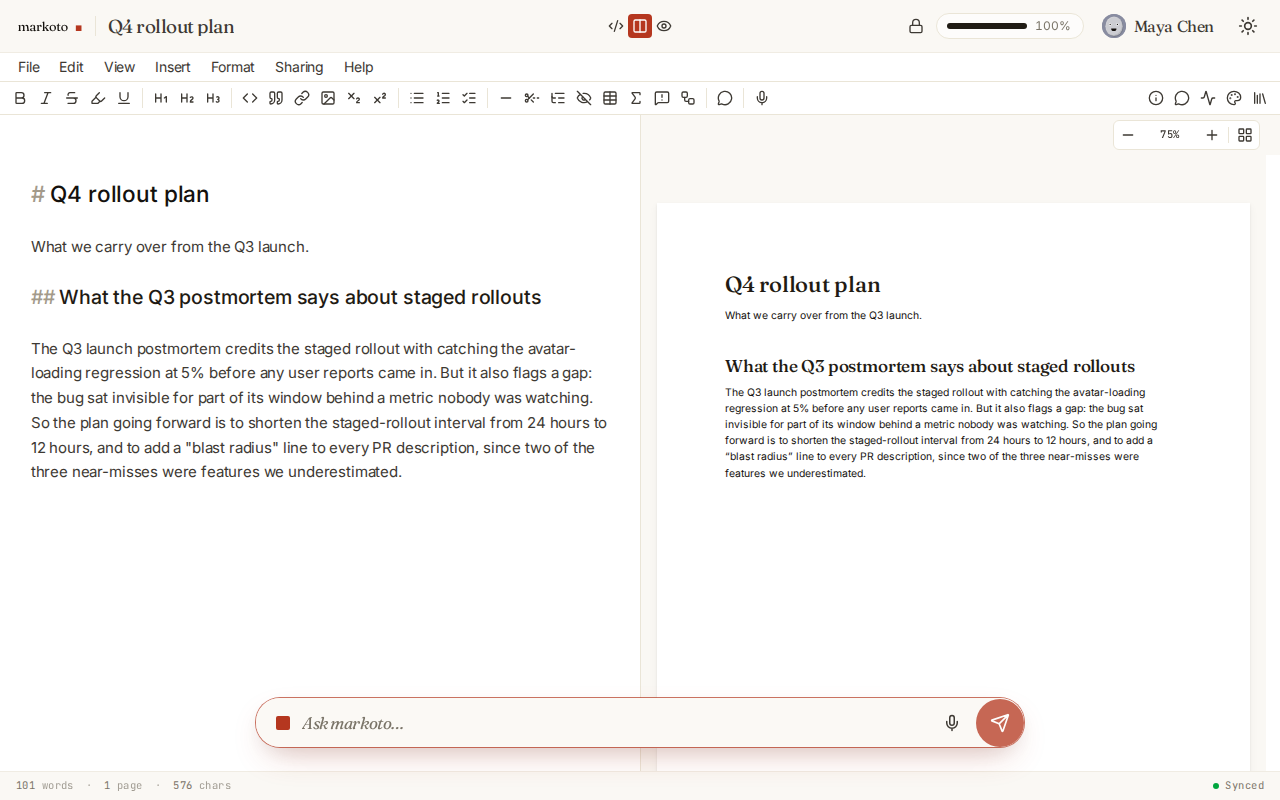 markoto
Q4 rollout plan
100%
Maya Chen
File Edit View Insert Format Sharing Help
H1 H2 H3
75%
# Q4 rollout plan
What we carry over from the Q3 launch.
## What the Q3 postmortem says about staged rollouts
The Q3 launch postmortem credits the staged rollout with catching the avatar-
loading regression at 5% before any user reports came in. But it also flags a gap:
the bug sat invisible for part of its window behind a metric nobody was watching.
So the plan going forward is to shorten the staged-rollout interval from 24 hours to
12 hours, and to add a "blast radius" line to every PR description, since two of the
three near-misses were features we underestimated.
Q4 rollout plan
What we carry over from the Q3 launch.
What the Q3 postmortem says about staged rollouts
The Q3 launch postmortem credits the staged rollout with catching the avatar-loading
regression at 5% before any user reports came in. But it also flags a gap: the bug sat
invisible for part of its window behind a metric nobody was watching. So the plan going
forward is to shorten the staged-rollout interval from 24 hours to 12 hours, and to add a
“blast radius” line to every PR description, since two of the three near-misses were
features we underestimated.
Ask markoto...
101 words · 1 page · 576 chars
Synced